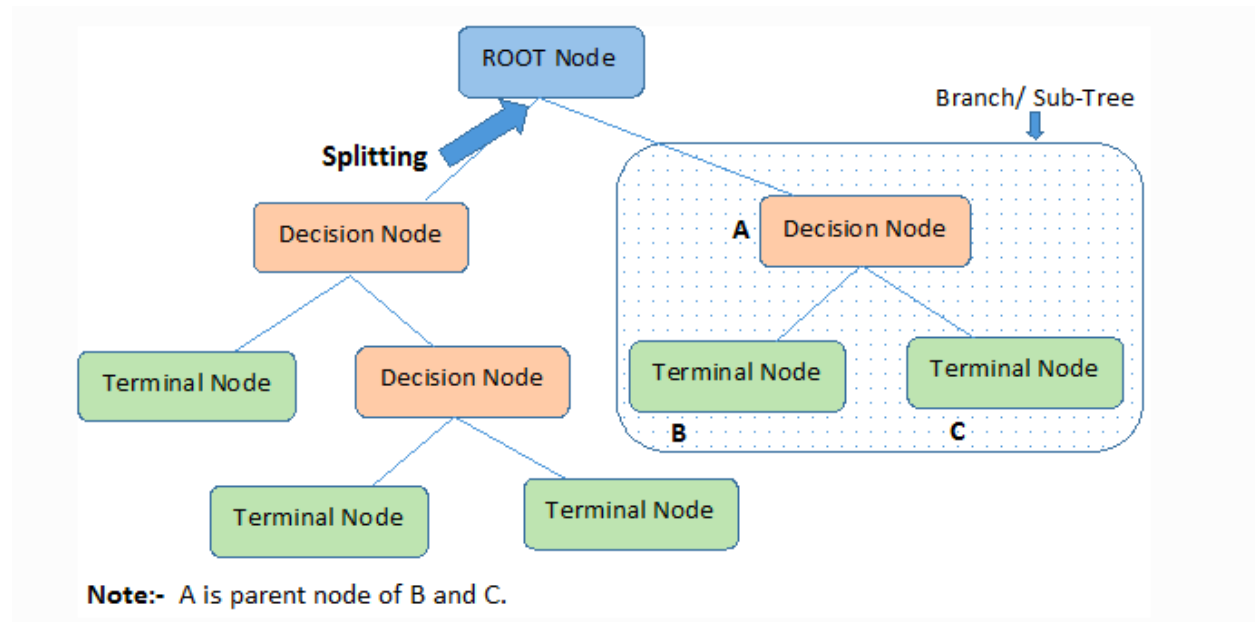 ROOT Node
Branch/ Sub-Tree
Splitting
Decision Node
A
Decision Node
Terminal Node
Decision Node
Terminal Node
Terminal Node
B
C
Terminal Node
Terminal Node
Note:- A is parent node of B and C.